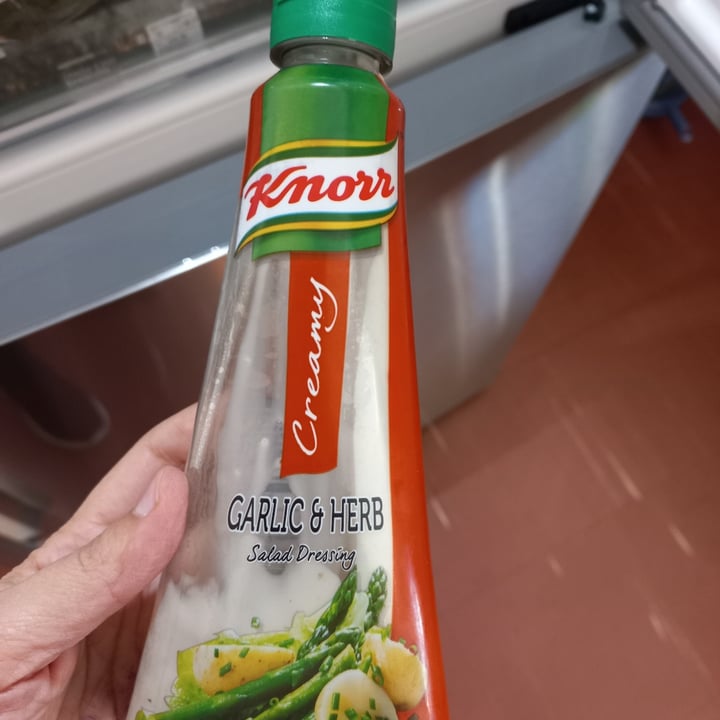 Knorr
Creamy
GARLIC & HERB
Salad Dressing